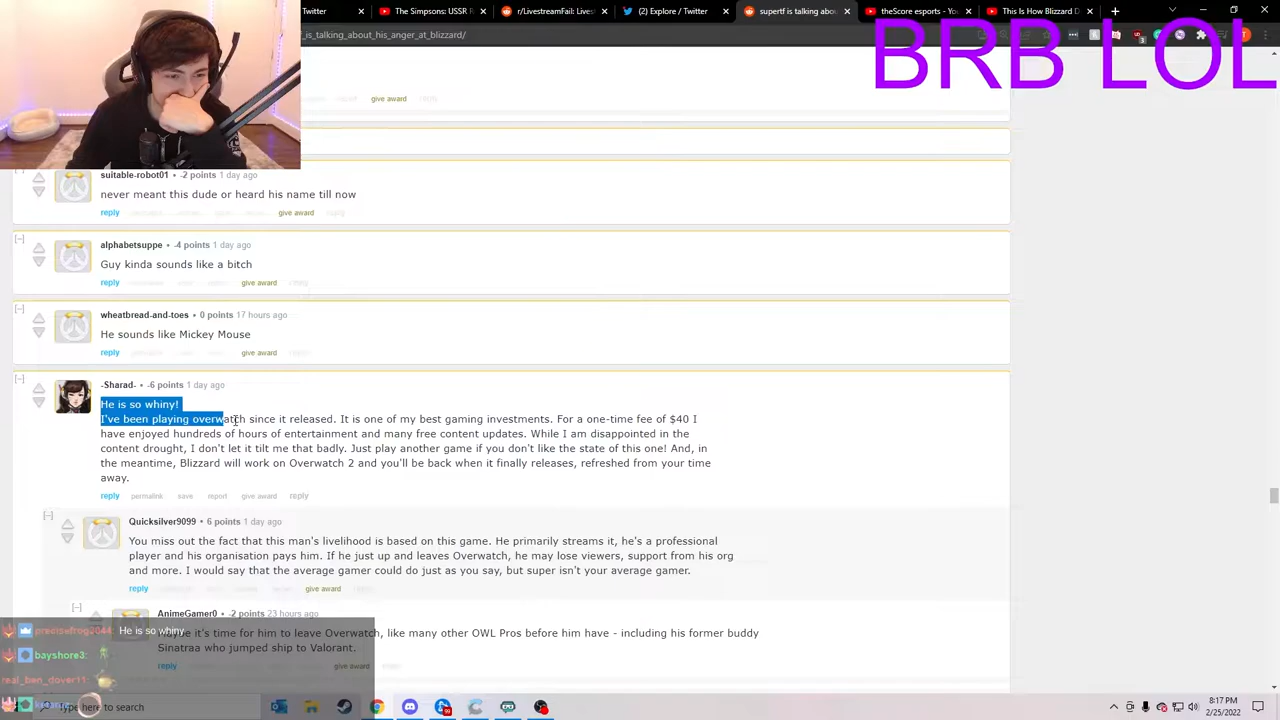 Twitter
The Simpsons: USSR R
r/Livestreamfail: Livest
(2) Explore / Twitter
supertf is talking abou
theScore esports - You
This Is How Blizzard D
_is_talking_about_his_anger_at_blizzard/
BRB LOL
give award
suitable-robot01 • -2 points 1 day ago
never meant this dude or heard his name till now
reply give award reply
[–] alphabetsuppe • -4 points 1 day ago
Guy kinda sounds like a bitch
reply give award
[–] wheatbread-and-toes • 0 points 17 hours ago
He sounds like Mickey Mouse
reply give award
[–] -Sharad- • -6 points 1 day ago
He is so whiny!
I've been playing overwatch since it released. It is one of my best gaming investments. For a one-time fee of $40 I
have enjoyed hundreds of hours of entertainment and many free content updates. While I am disappointed in the
content drought, I don't let it tilt me that badly. Just play another game if you don't like the state of this one! And, in
the meantime, Blizzard will work on Overwatch 2 and you'll be back when it finally releases, refreshed from your time
away.
reply permalink save report give award reply
[–] Quicksilver9099 • 6 points 1 day ago
You miss out the fact that this man's livelihood is based on this game. He primarily streams it, he's a professional
player and his organisation pays him. If he just up and leaves Overwatch, he may lose viewers, support from his org
and more. I would say that the average gamer could do just as you say, but super isn't your average gamer.
reply give award
[–] AnimeGamer0 • -2 points 23 hours ago
it's time for him to leave Overwatch, like many other OWL Pros before him have - including his former buddy
Sinatraa who jumped ship to Valorant.
reply give award
He is so whiny
bayshore3:
real_ben_dover11:
Type here to search
8:17 PM
2/25/2022